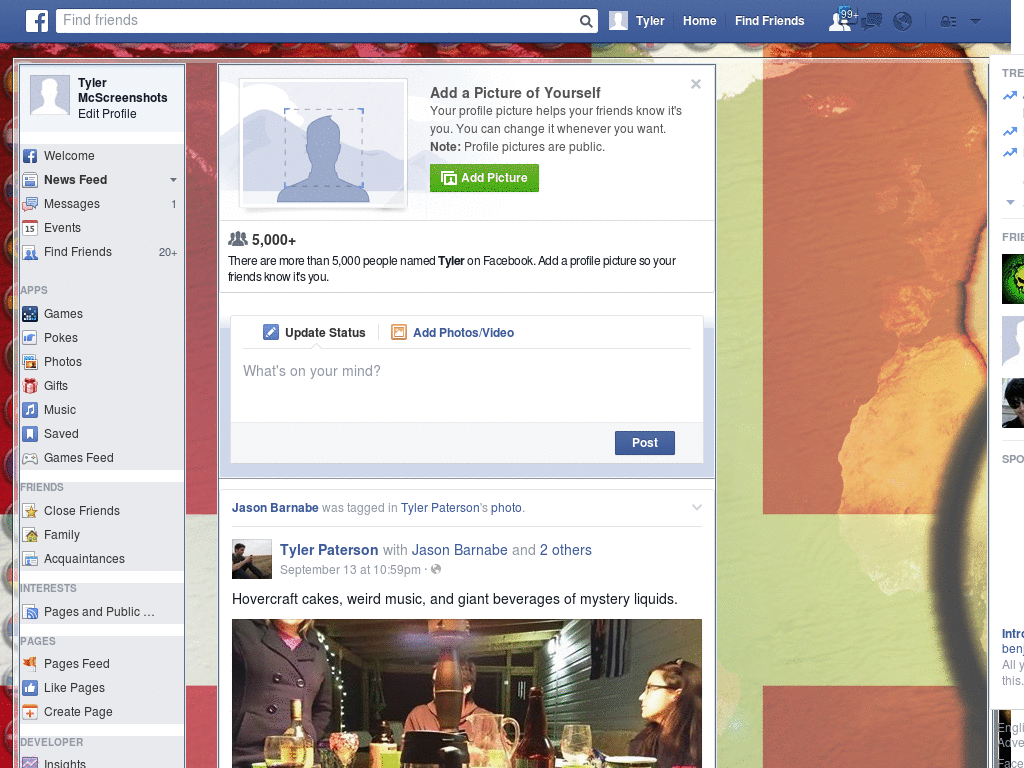 Find friends
Tyler
Home
Find Friends
99+
Tyler
McScreenshots
Edit Profile
Welcome
News Feed
Messages 1
15 Events
Find Friends 20+
APPS
Games
Pokes
Photos
Gifts
Music
Saved
Games Feed
FRIENDS
Close Friends
Family
Acquaintances
INTERESTS
Pages and Public ...
PAGES
Pages Feed
Like Pages
Create Page
DEVELOPER
Insights
Add a Picture of Yourself
Your profile picture helps your friends know it's
you. You can change it whenever you want.
Note: Profile pictures are public.
Add Picture
5,000+
There are more than 5,000 people named Tyler on Facebook. Add a profile picture so your
friends know it's you.
Update Status
Add Photos/Video
What's on your mind?
Post
Jason Barnabe was tagged in Tyler Paterson's photo.
Tyler Paterson with Jason Barnabe and 2 others
September 13 at 10:59pm ·
Hovercraft cakes, weird music, and giant beverages of mystery liquids.
TRE
FRIE
SPO
Intro
benj
All y
this.
Engli
Adve
Face